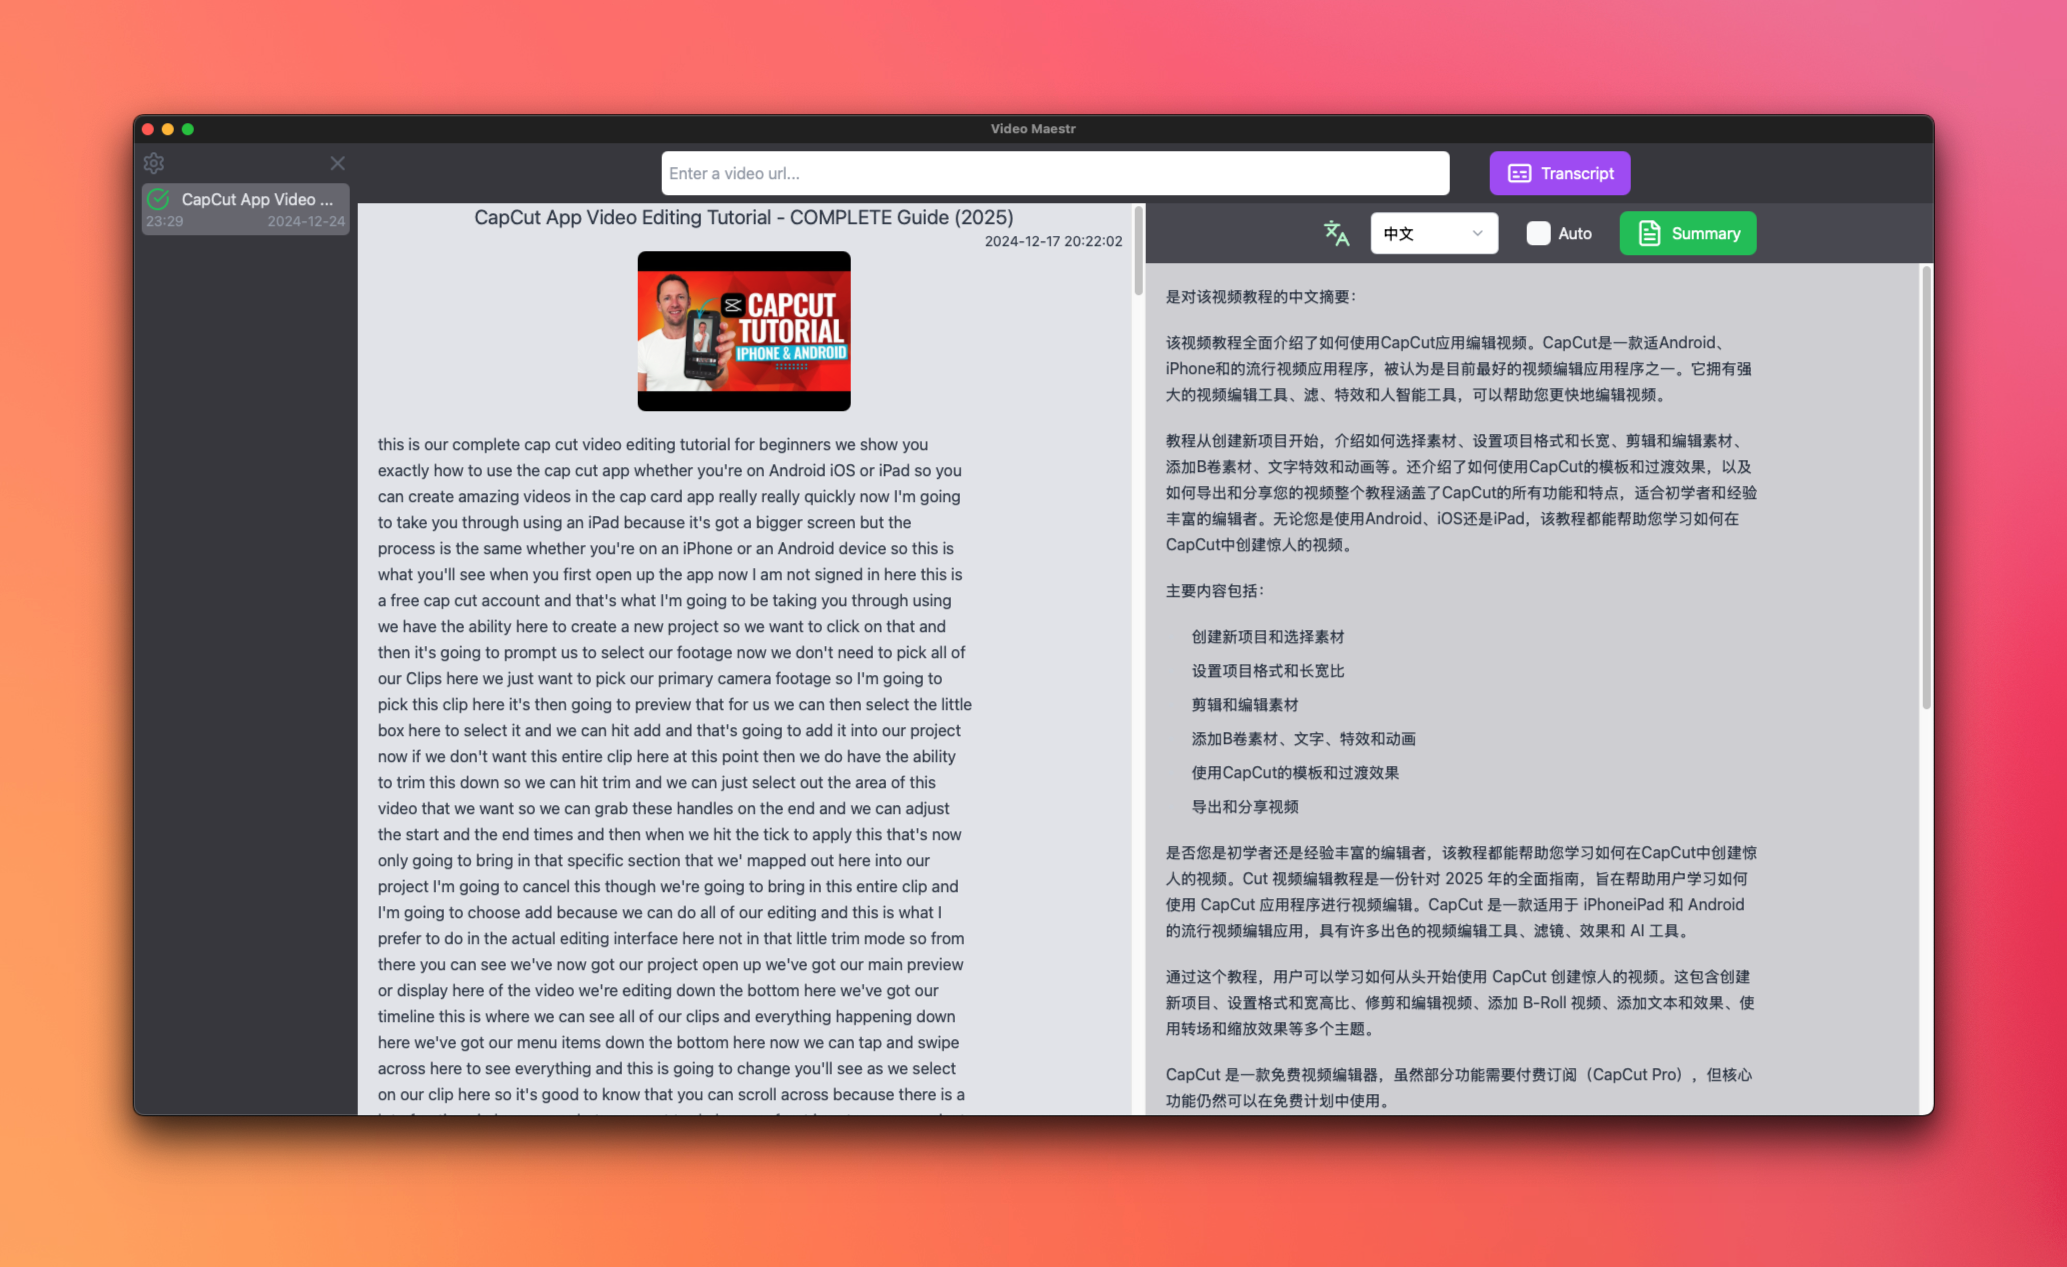 Video Maestr
Enter a video url...
Transcript
CapCut App Video ...
23:29
2024-12-24
CapCut App Video Editing Tutorial - COMPLETE Guide (2025)
2024-12-17 20:22:02
CAPCUT
TUTORIAL
IPHONE & ANDROID
this is our complete cap cut video editing tutorial for beginners we show you
exactly how to use the cap cut app whether you're on Android iOS or iPad so you
can create amazing videos in the cap card app really really quickly now I'm going
to take you through using an iPad because it's got a bigger screen but the
process is the same whether you're on an iPhone or an Android device so this is
what you'll see when you first open up the app now I am not signed in here this is
a free cap cut account and that's what I'm going to be taking you through using
we have the ability here to create a new project so we want to click on that and
then it's going to prompt us to select our footage now we don't need to pick all of
our Clips here we just want to pick our primary camera footage so I'm going to
pick this clip here it's then going to preview that for us we can then select the little
box here to select it and we can hit add and that's going to add it into our project
now if we don't want this entire clip here at this point then we do have the ability
to trim this down so we can hit trim and we can just select out the area of this
video that we want so we can grab these handles on the end and we can adjust
the start and the end times and then when we hit the tick to apply this that's now
only going to bring in that specific section that we' mapped out here into our
project I'm going to cancel this though we're going to bring in this entire clip and
I'm going to choose add because we can do all of our editing and this is what I
prefer to do in the actual editing interface here not in that little trim mode so from
there you can see we've now got our project open up we've got our main preview
or display here of the video we're editing down the bottom here we've got our
timeline this is where we can see all of our clips and everything happening down
here we've got our menu items down the bottom here now we can tap and swipe
across here to see everything and this is going to change you'll see as we select
on our clip here so it's good to know that you can scroll across because there is a
中文
Auto
Summary
是对该视频教程的中文摘要：
该视频教程全面介绍了如何使用CapCut应用编辑视频。CapCut是一款适Android、
iPhone和的流行视频应用程序，被认为是目前最好的视频编辑应用程序之一。它拥有强
大的视频编辑工具、滤、特效和人智能工具，可以帮助您更快地编辑视频。
教程从创建新项目开始，介绍如何选择素材、设置项目格式和长宽、剪辑和编辑素材、
添加B卷素材、文字特效和动画等。还介绍了如何使用CapCut的模板和过渡效果，以及
如何导出和分享您的视频整个教程涵盖了CapCut的所有功能和特点，适合初学者和经验
丰富的编辑者。无论您是使用Android、iOS还是iPad，该教程都能帮助您学习如何在
CapCut中创建惊人的视频。
主要内容包括：
创建新项目和选择素材
设置项目格式和长宽比
剪辑和编辑素材
添加B卷素材、文字、特效和动画
使用CapCut的模板和过渡效果
导出和分享视频
是否您是初学者还是经验丰富的编辑者，该教程都能帮助您学习如何在CapCut中创建惊
人的视频。Cut 视频编辑教程是一份针对 2025 年的全面指南，旨在帮助用户学习如何
使用 CapCut 应用程序进行视频编辑。CapCut 是一款适用于 iPhoneiPad 和 Android
的流行视频编辑应用，具有许多出色的视频编辑工具、滤镜、效果和 AI 工具。
通过这个教程，用户可以学习如何从头开始使用 CapCut 创建惊人的视频。这包含创建
新项目、设置格式和宽高比、修剪和编辑视频、添加 B-Roll 视频、添加文本和效果、使
用转场和缩放效果等多个主题。
CapCut 是一款免费视频编辑器，虽然部分功能需要付费订阅（CapCut Pro），但核心
功能仍然可以在免费计划中使用。